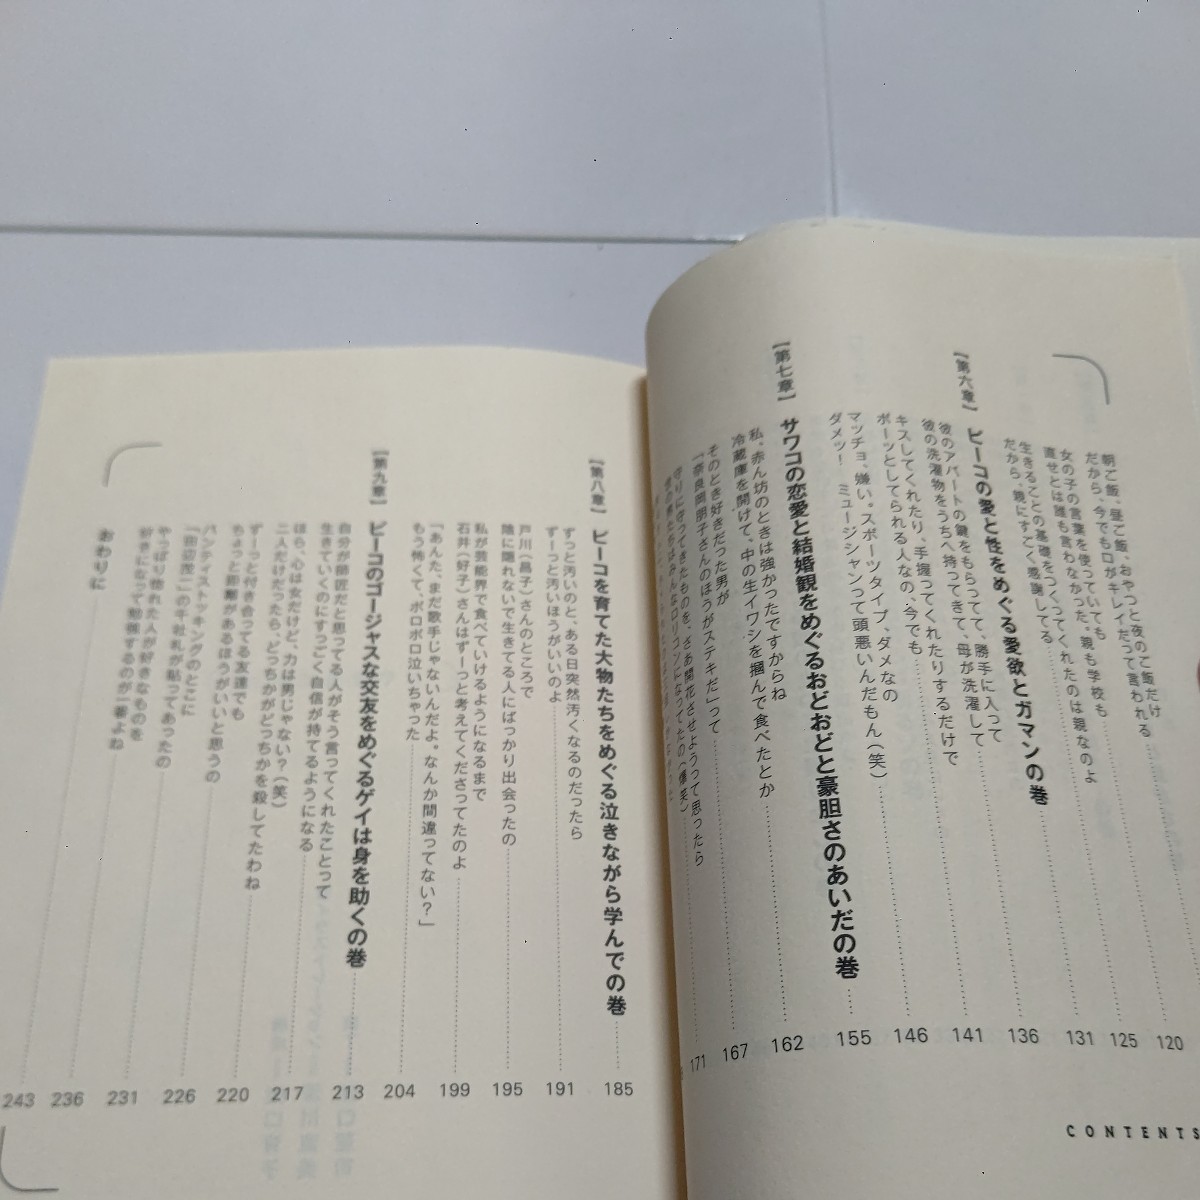 朝ご飯、昼ご飯、おやつと夜のご飯だけ
だから、今でも口がキレイだって言われる
120
女の子の言葉を使っていても
直せとは誰も言わなかった。親も学校も
125
生きることの基礎をつくってくれたのは親なのよ
だから、親にすごく感謝してる
131
【第六章】
ピーコの愛と性をめぐる愛欲とガマンの巻
136
彼のアパートの鍵をもらってて、勝手に入って
彼の洗濯物をうちへ持ってきて、母が洗濯して
141
キスしてくれたり、手握ってくれたりするだけで
ボーッとしてられる人なの、今でも
146
マッチョ、嫌い。スポーツタイプ、ダメなの
ダメッ! ミュージシャンって頭悪いんだもん(笑)
【第七章】
サワコの恋愛と結婚観をめぐるおどおどと豪胆さのあいだの巻
155
私、赤ん坊のときは強かったですからね
冷蔵庫を開けて、中の生イワシを掴んで食べたとか
162
そのとき好きだった男が
「奈良岡朋子さんのほうがステキだ」って
167
守りに守ってきたものを、さあ開花させようって思ったら
171
CONTENTS
【第八章】
ピーコを育てた大物たちをめぐる泣きながら学んでの巻
185
ずっと汚いのと、ある日突然汚くなるのだったら
ずーっと汚いほうがいいのよ
191
戸川(昌子)さんのところで
陰に隠れないで生きてる人にばっかり出会ったの
195
私が芸能界で食べていけるようになるまで
石井(好子)さんはずーっと考えてくださってたのよ
199
「あんた、まだ歌手じゃないんだよ。なんか間違ってない?」
もう怖くて、ボロボロ泣いちゃった
204
【第九章】
ピーコのゴージャスな交友をめぐるゲイは身を助くの巻
213
自分が師匠だと思ってる人がそう言ってくれたことって
生きていくのにすっごく自信が持てるようになる
217
ほら、心は女だけど、力は男じゃない?(笑)
二人だけだったら、どっちかがどっちかを殺してたわね
220
ずーっと付き合ってる友達でも
ちょっと距離があるほうがいいと思うの
226
パンティストッキングのとこに
「田辺茂一」の千社札が貼ってあったの
231
やっぱり惚れた人が好きなものを
好きになって勉強するのが一番よね
236
おわりに
243